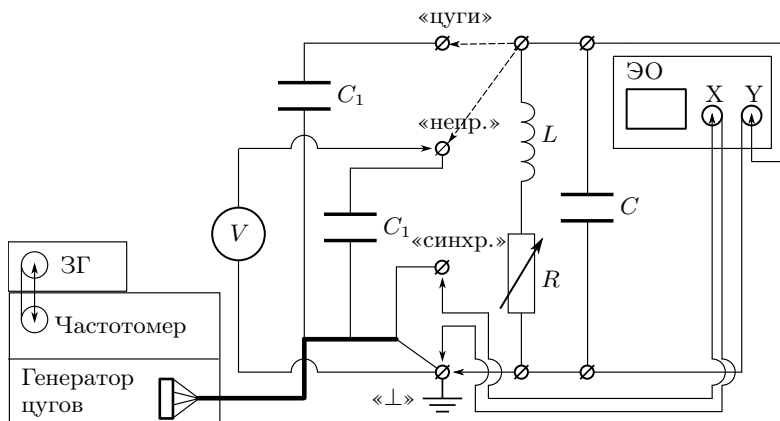 «цуги»
ЭО
X Y
C₁
«непр.»
L
V
C₁
C
«синхр.»
ЗГ
R
Частотомер
Генератор
цугов
«⊥»